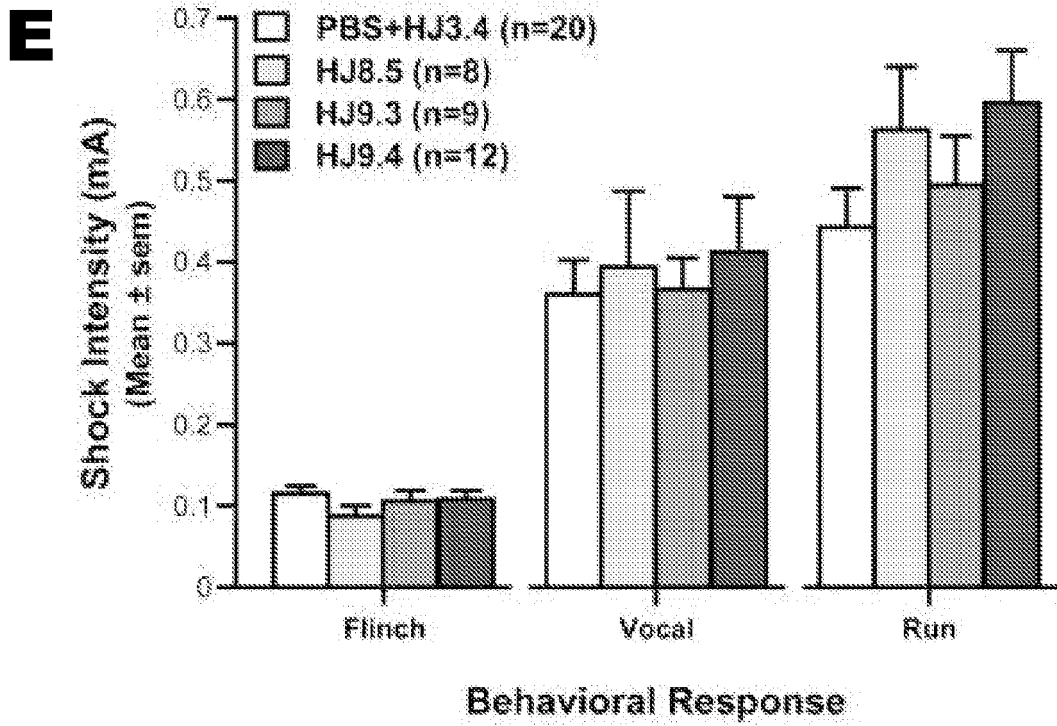 E
PBS+HJ3.4 (n=20)
HJ8.5 (n=8)
HJ9.3 (n=9)
HJ9.4 (n=12)
Shock Intensity (mA)
(Mean ± sem)
0.7
0.6
0.5
0.4
0.3
0.2
0.1
0
Flinch
Vocal
Run
Behavioral Response